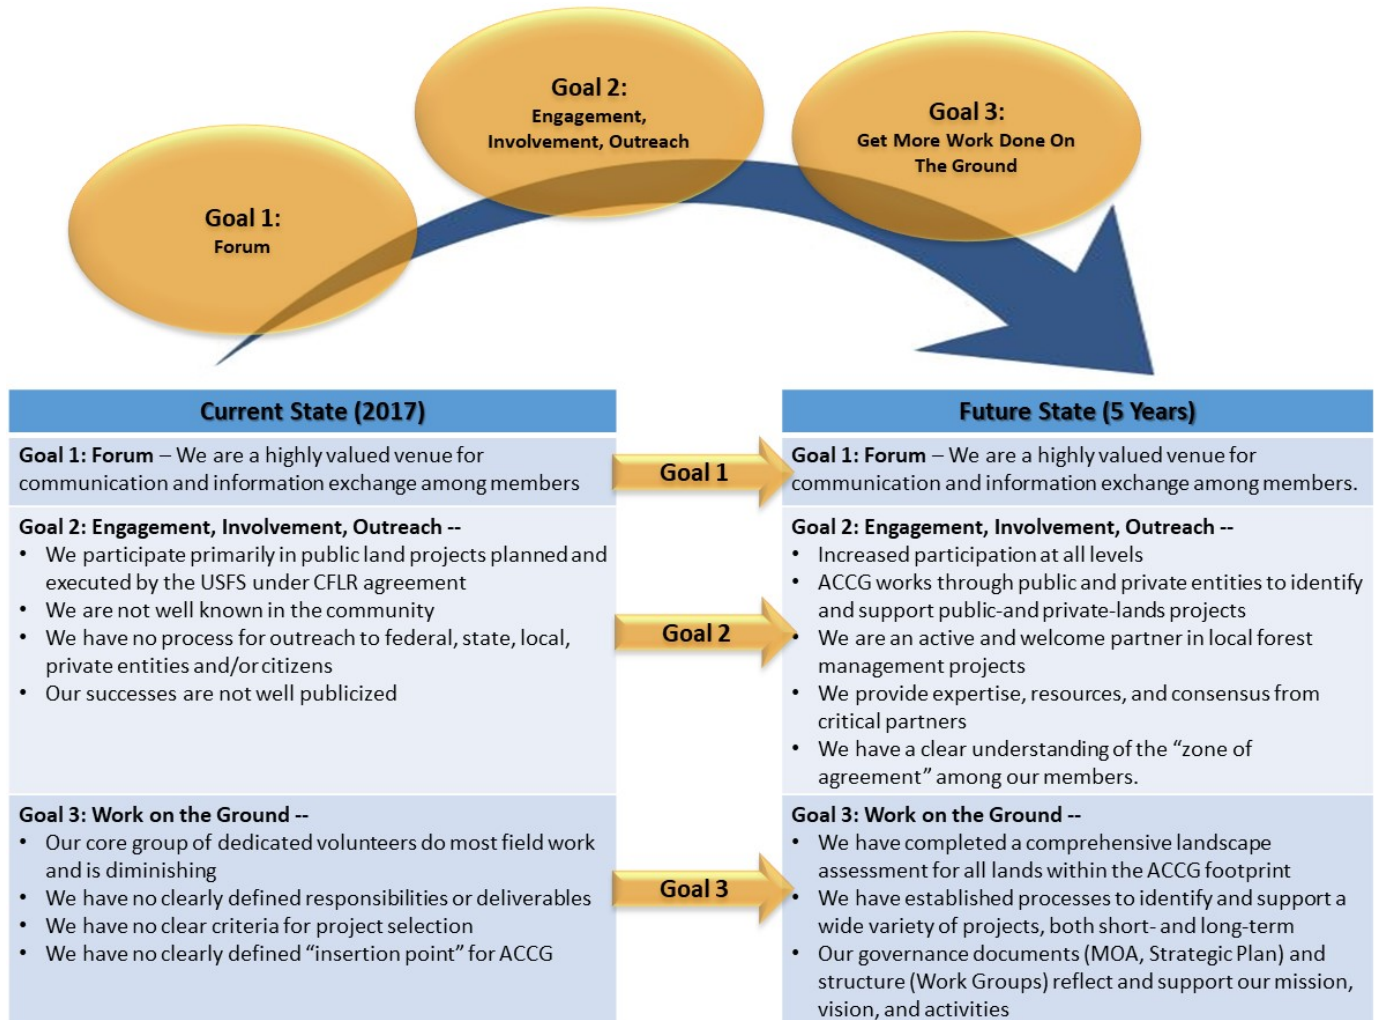 Goal 1:
Forum
Goal 2:
Engagement,
Involvement, Outreach
Goal 3:
Get More Work Done On
The Ground
Current State (2017)
Goal 1: Forum – We are a highly valued venue for
communication and information exchange among members
Goal 2: Engagement, Involvement, Outreach --
• We participate primarily in public land projects planned and
executed by the USFS under CFLR agreement
• We are not well known in the community
• We have no process for outreach to federal, state, local,
private entities and/or citizens
• Our successes are not well publicized
Goal 3: Work on the Ground --
• Our core group of dedicated volunteers do most field work
and is diminishing
• We have no clearly defined responsibilities or deliverables
• We have no clear criteria for project selection
• We have no clearly defined “insertion point” for ACCG
Goal 1
Goal 2
Goal 3
Future State (5 Years)
Goal 1: Forum – We are a highly valued venue for
communication and information exchange among members.
Goal 2: Engagement, Involvement, Outreach --
• Increased participation at all levels
• ACCG works through public and private entities to identify
and support public-and private-lands projects
• We are an active and welcome partner in local forest
management projects
• We provide expertise, resources, and consensus from
critical partners
• We have a clear understanding of the “zone of
agreement” among our members.
Goal 3: Work on the Ground --
• We have completed a comprehensive landscape
assessment for all lands within the ACCG footprint
• We have established processes to identify and support a
wide variety of projects, both short- and long-term
• Our governance documents (MOA, Strategic Plan) and
structure (Work Groups) reflect and support our mission,
vision, and activities